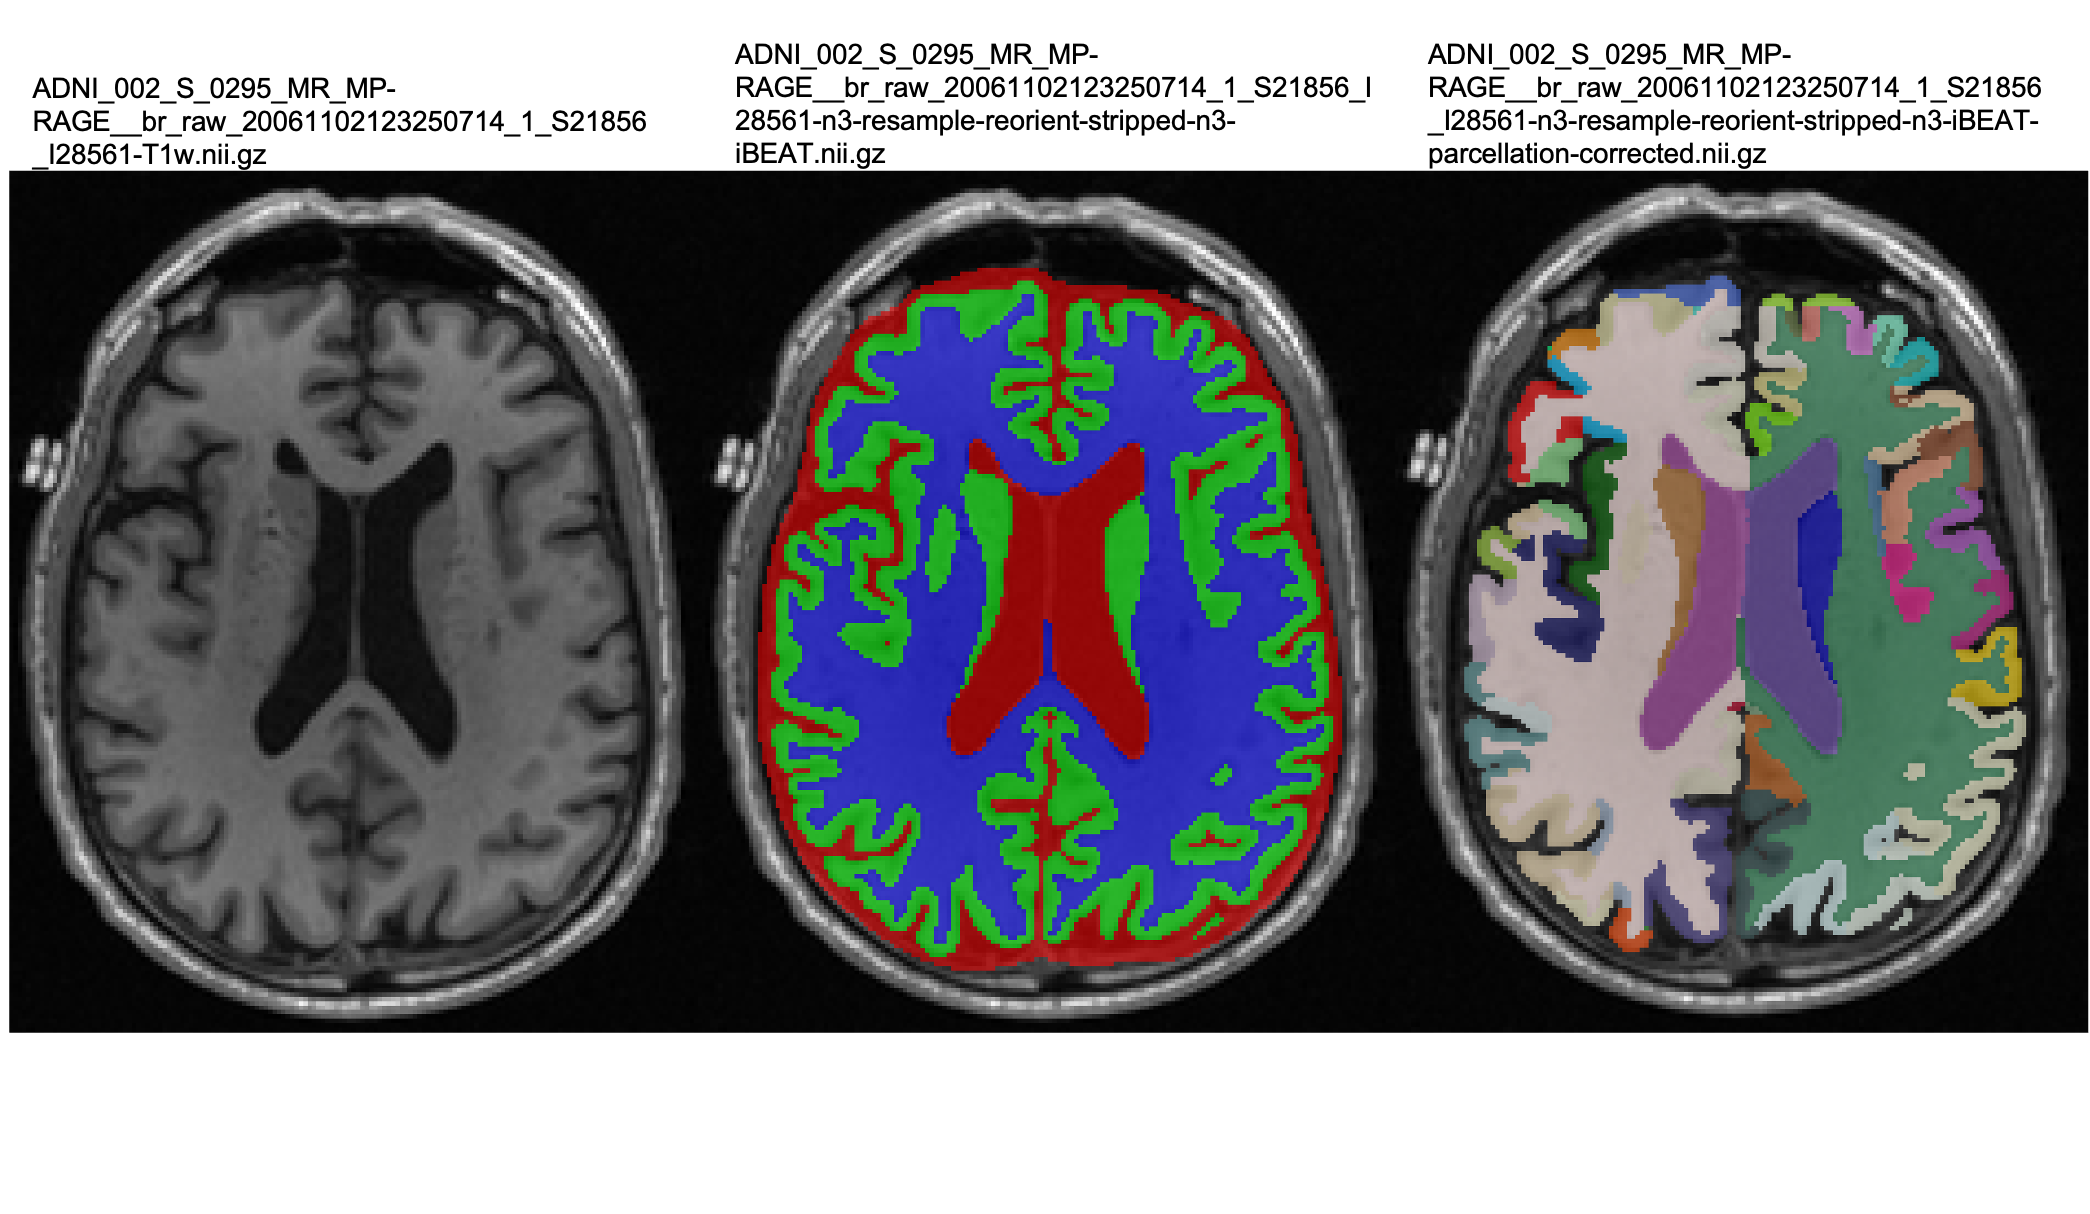 ADNI_002_S_0295_MR_MP-
RAGE__br_raw_20061102123250714_1_S21856
_I28561-T1w.nii.gz
ADNI_002_S_0295_MR_MP-
RAGE__br_raw_20061102123250714_1_S21856_I
28561-n3-resample-reorient-stripped-n3-
iBEAT.nii.gz
ADNI_002_S_0295_MR_MP-
RAGE__br_raw_20061102123250714_1_S21856
_I28561-n3-resample-reorient-stripped-n3-iBEAT-
parcellation-corrected.nii.gz